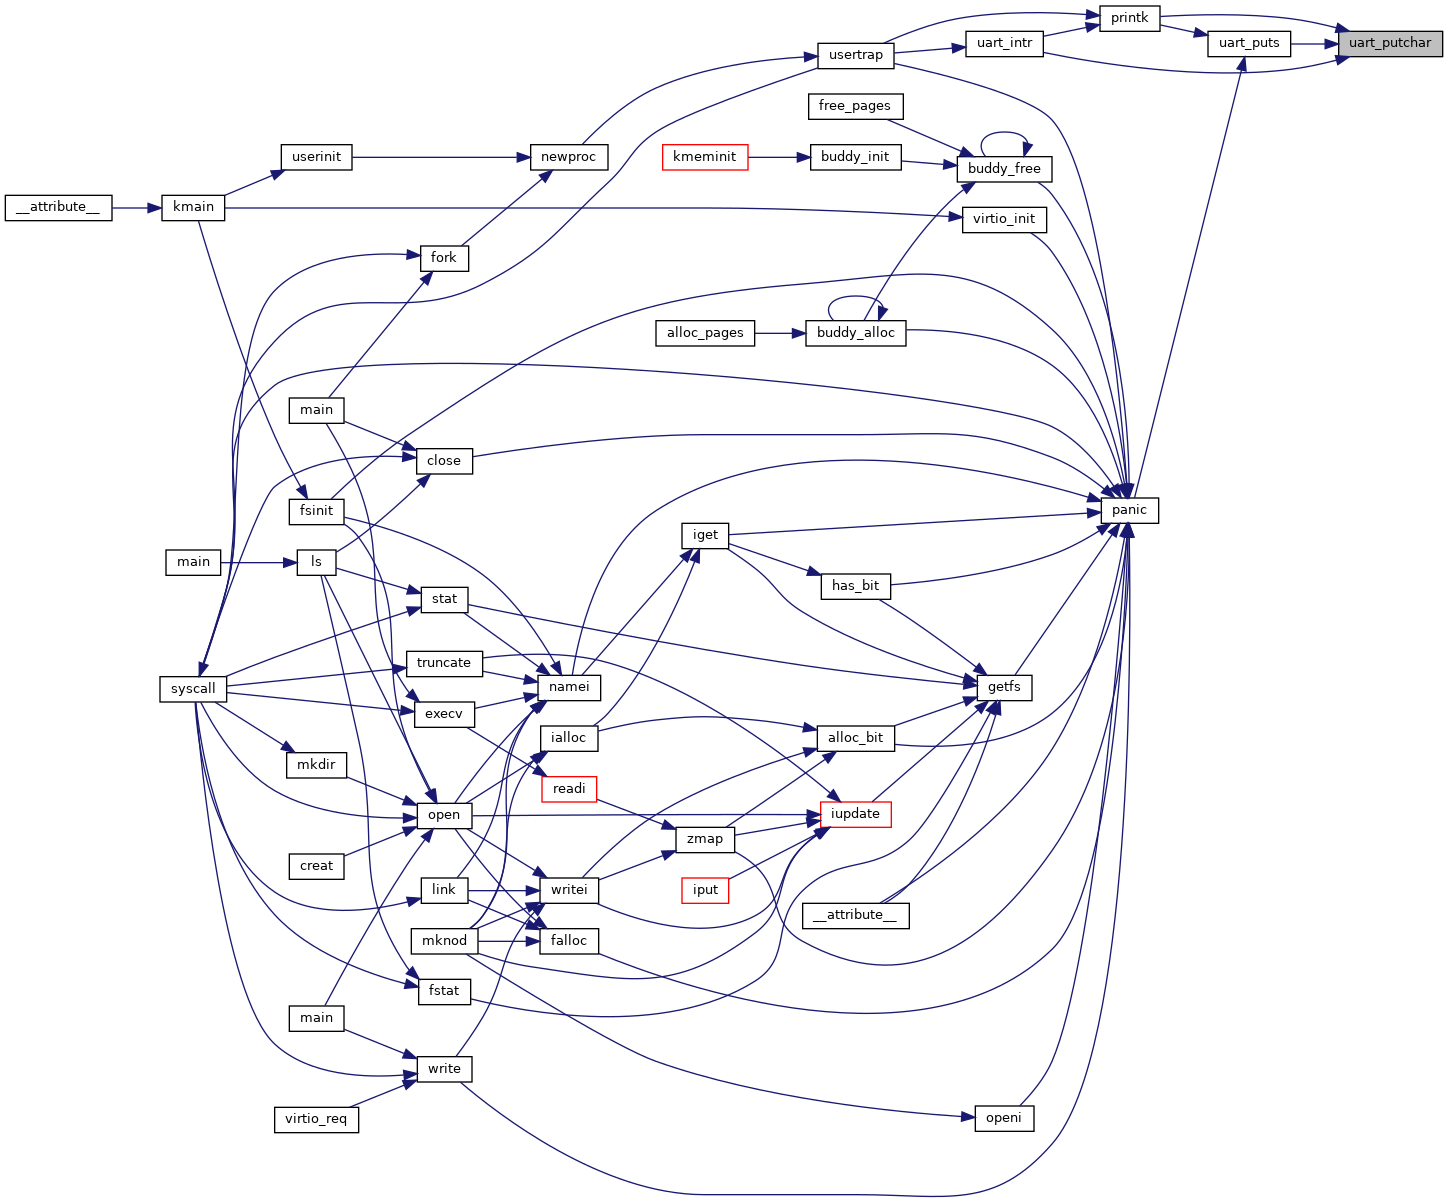 printk
uart_putchar
uart_intr
uart_puts
usertrap
free_pages
userinit
newproc
kmeminit
buddy_init
buddy_free
__attribute__
kmain
virtio_init
fork
alloc_pages
buddy_alloc
main
close
fsinit
panic
iget
main
ls
has_bit
stat
truncate
syscall
namei
getfs
execv
ialloc
alloc_bit
mkdir
readi
open
iupdate
zmap
creat
link
writei
iput
__attribute__
mknod
falloc
fstat
main
write
virtio_req
openi